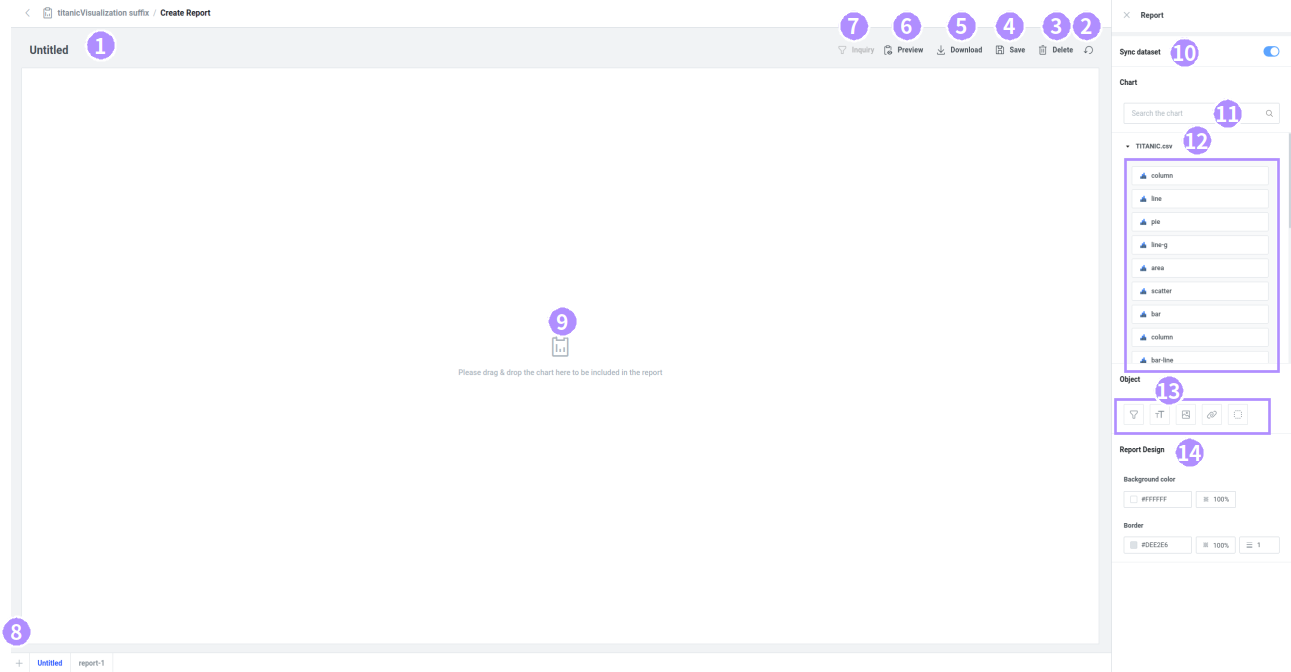 titanicVisualization suffix / Create Report
Untitled
1
7
6
5
4
3
2
Inquiry
Preview
Download
Save
Delete
9
Please drag & drop the chart here to be included in the report
8
+ Untitled report-1
Report
Sync dataset
10
Chart
Search the chart
11
TITANIC.csv
12
column
line
pie
line-g
area
scatter
bar
column
bar-line
Object
13
TT
Report Design
14
Background color
#FFFFFF 100%
Border
#DEE2E6 100% 1